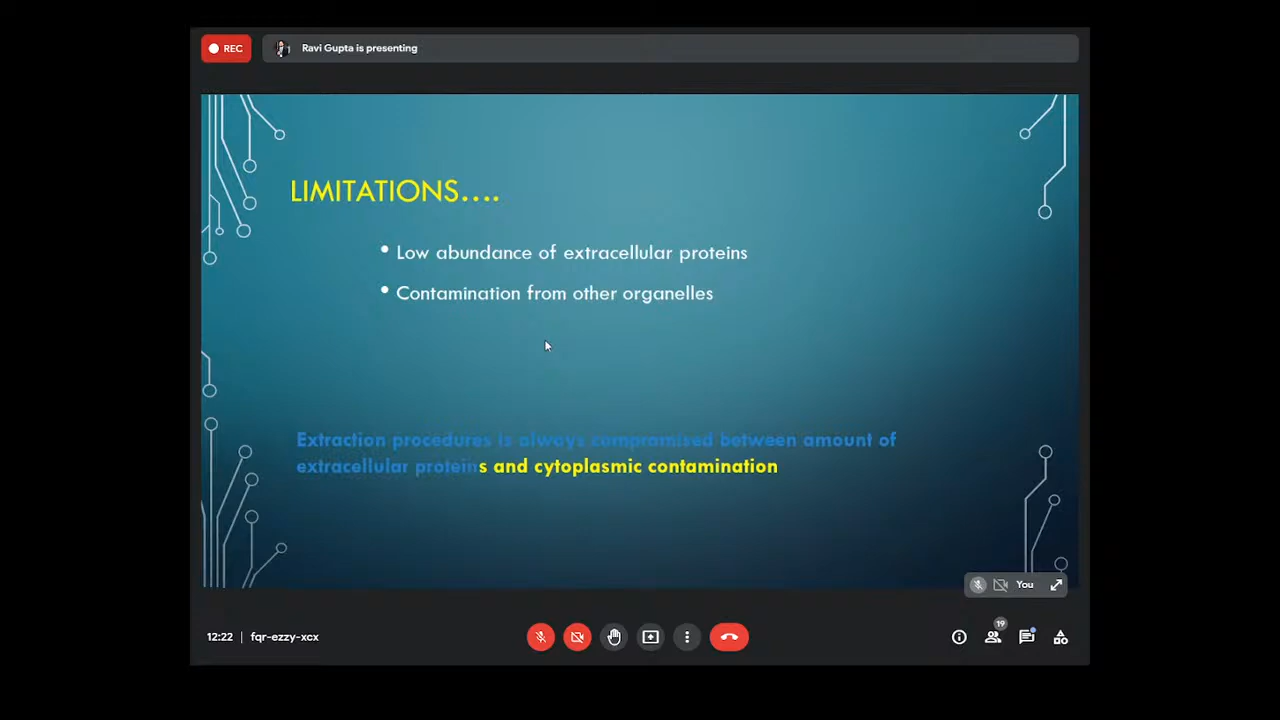 REC
Ravi Gupta is presenting
LIMITATIONS....
• Low abundance of extracellular proteins
• Contamination from other organelles
Extraction procedures is always compromised between amount of
extracellular proteins and cytoplasmic contamination
You
12:22 | fqr-ezzy-xcx
19